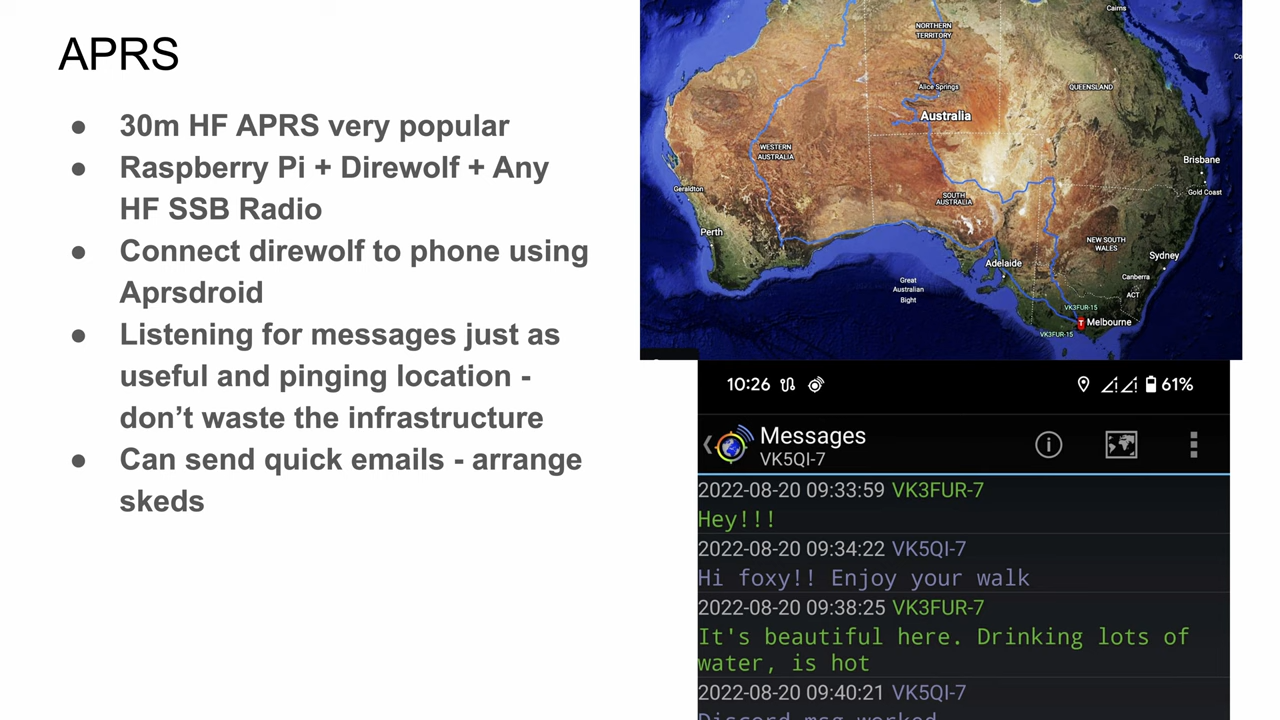 APRS
● 30m HF APRS very popular
● Raspberry Pi + Direwolf + Any
HF SSB Radio
● Connect direwolf to phone using
Aprsdroid
● Listening for messages just as
useful and pinging location -
don’t waste the infrastructure
● Can send quick emails - arrange
skeds
Cairns
NORTHERN
TERRITORY
Co
Alice Springs
QUEENSLAND
Australia
WESTERN
AUSTRALIA
Brisbane
Geraldton
Gold Coast
SOUTH
AUSTRALIA
Perth
NEW SOUTH
WALES
Sydney
Adelaide
Canberra
Great
Australian
Bight
ACT
VK3FUR-15
T Melbourne
VK3FUR-15
10:26 61%
Messages
VK5QI-7
2022-08-20 09:33:59 VK3FUR-7
Hey!!!
2022-08-20 09:34:22 VK5QI-7
Hi foxy!! Enjoy your walk
2022-08-20 09:38:25 VK3FUR-7
It's beautiful here. Drinking lots of
water, is hot
2022-08-20 09:40:21 VK5QI-7
Discord msg worked